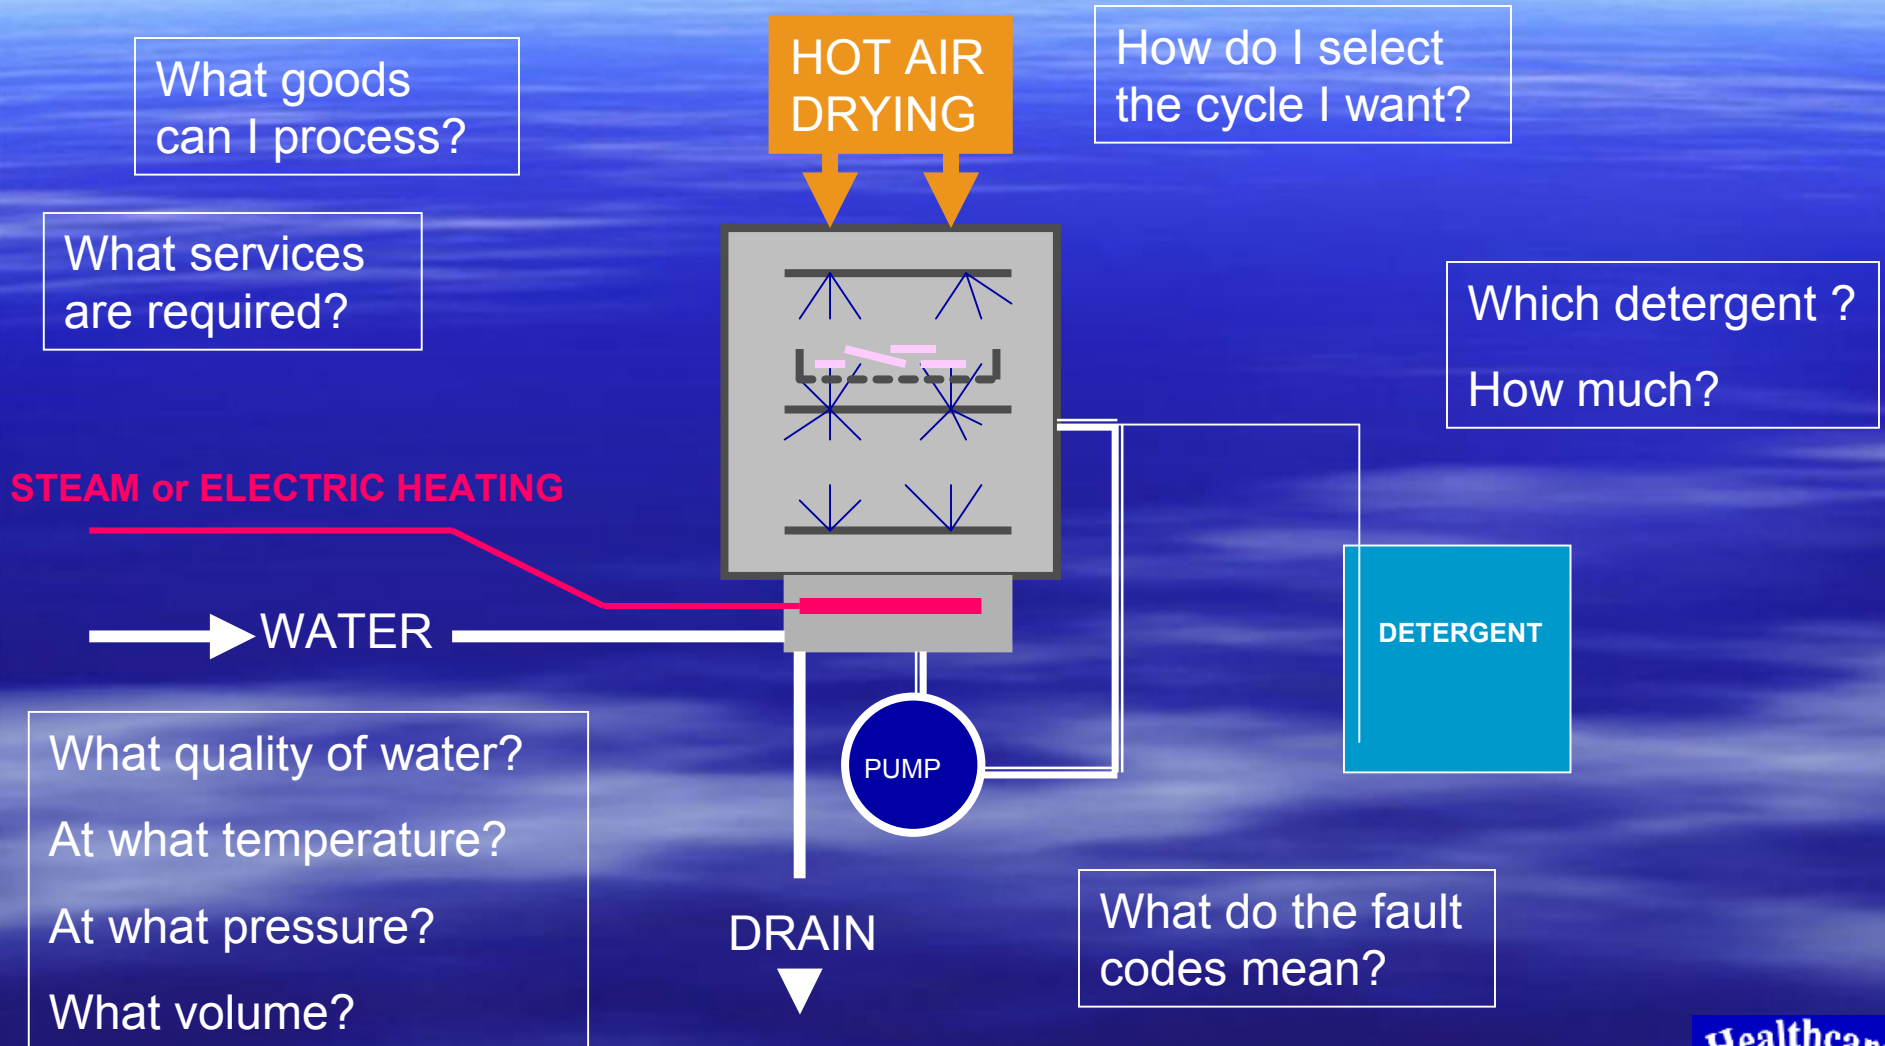 What goods
can I process?
HOT AIR
DRYING
How do I select
the cycle I want?
What services
are required?
Which detergent ?
How much?
STEAM or ELECTRIC HEATING
WATER
DETERGENT
What quality of water?
At what temperature?
At what pressure?
What volume?
PUMP
DRAIN
What do the fault
codes mean?